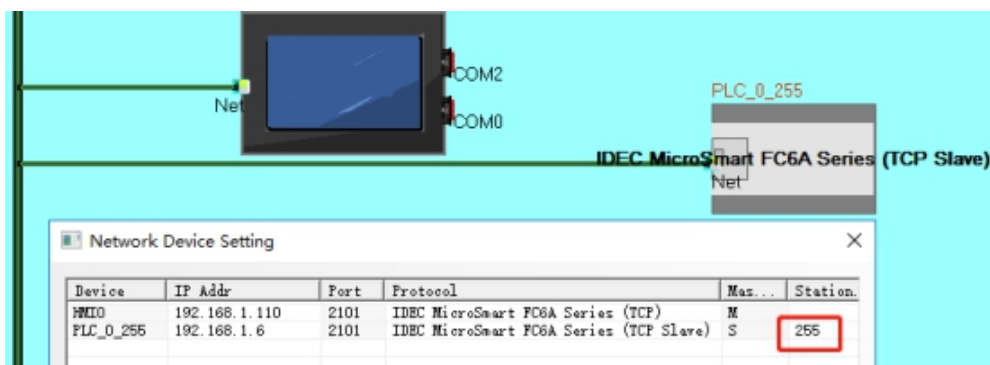 COM2
Net
COM0
PLC_0_255
IDEC MicroSmart FC6A Series (TCP Slave)
Net
Network Device Setting
Device IP Addr Port Protocol Mas... Station.
HMI0 192.168.1.110 2101 IDEC MicroSmart FC6A Series (TCP) M
PLC_0_255 192.168.1.6 2101 IDEC MicroSmart FC6A Series (TCP Slave) S 255